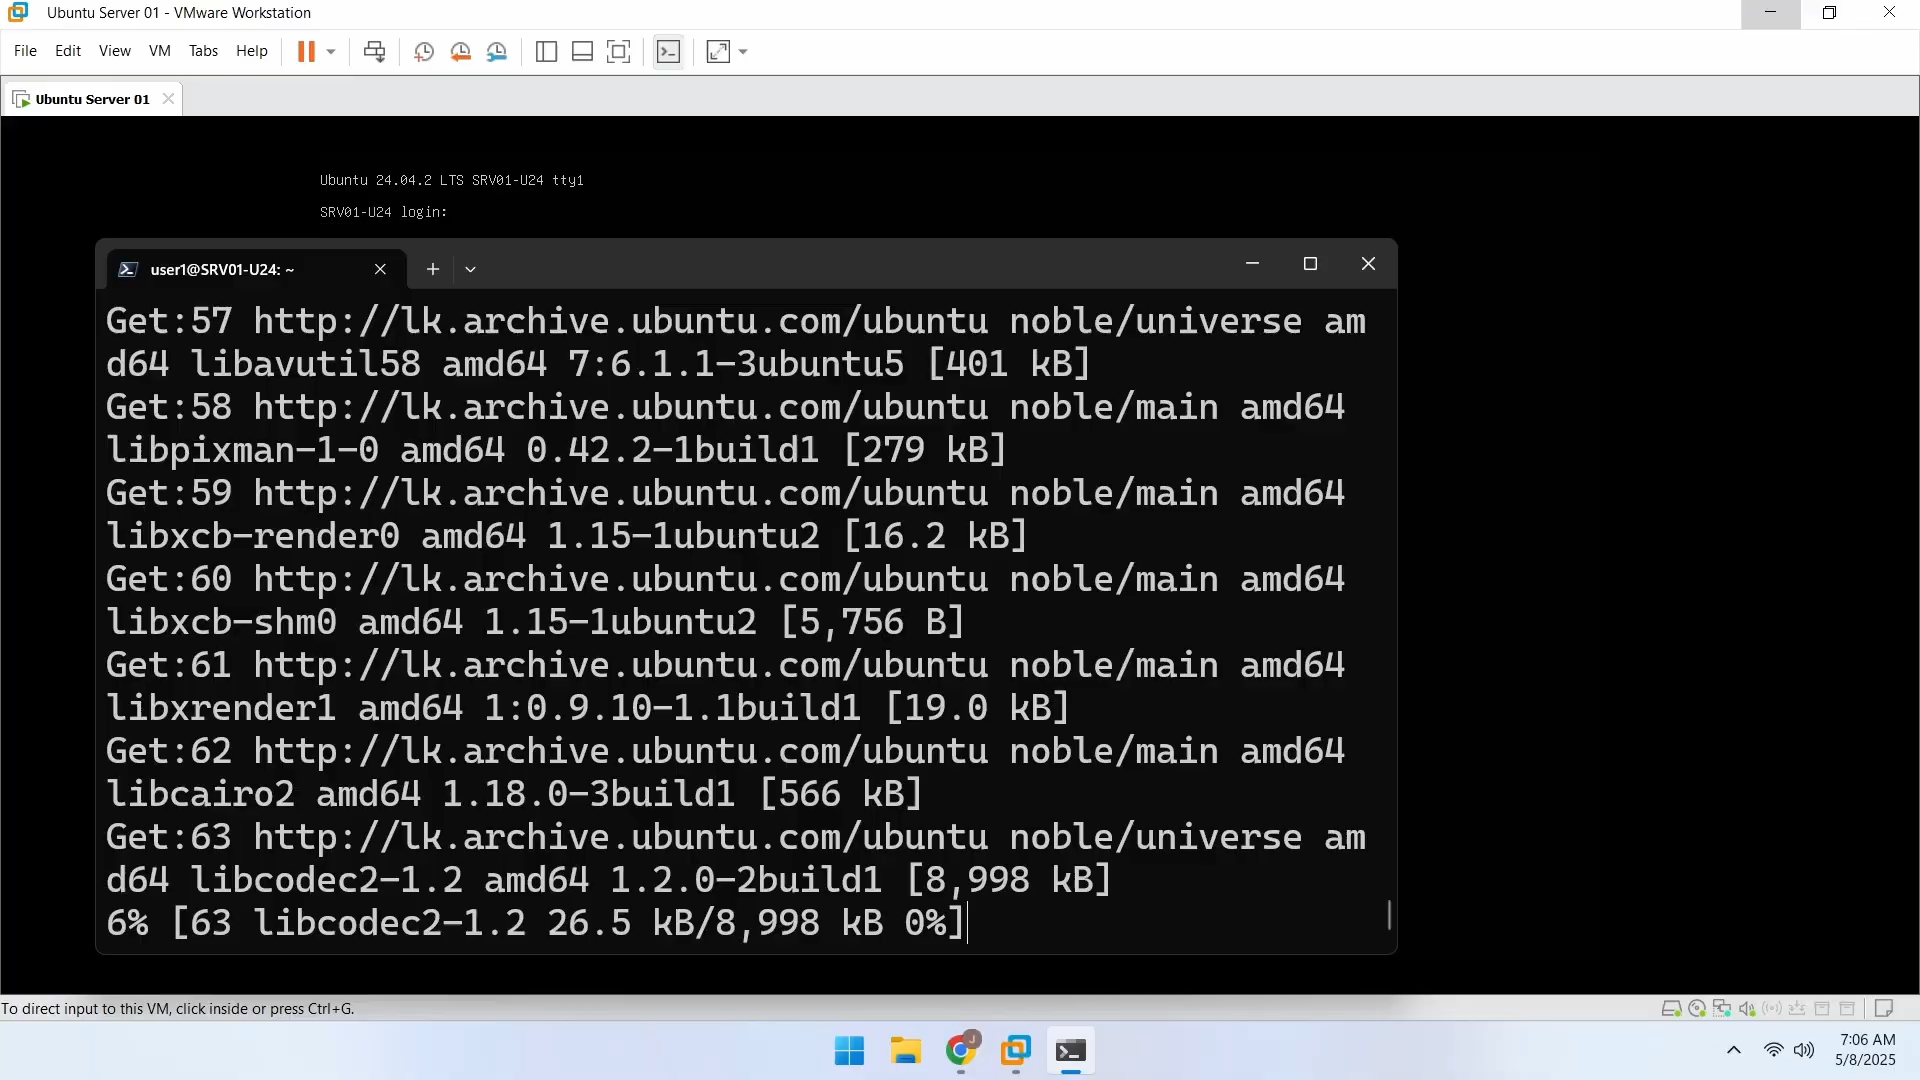 Ubuntu Server 01 - VMware Workstation
File Edit View VM Tabs Help
Ubuntu Server 01
Ubuntu 24.04.2 LTS SRV01-U24 tty1
SRV01-U24 login:
user1@SRV01-U24: ~
Get:57 http://lk.archive.ubuntu.com/ubuntu noble/universe am
d64 libavutil58 amd64 7:6.1.1-3ubuntu5 [401 kB]
Get:58 http://lk.archive.ubuntu.com/ubuntu noble/main amd64
libpixman-1-0 amd64 0.42.2-1build1 [279 kB]
Get:59 http://lk.archive.ubuntu.com/ubuntu noble/main amd64
libxcb-render0 amd64 1.15-1ubuntu2 [16.2 kB]
Get:60 http://lk.archive.ubuntu.com/ubuntu noble/main amd64
libxcb-shm0 amd64 1.15-1ubuntu2 [5,756 B]
Get:61 http://lk.archive.ubuntu.com/ubuntu noble/main amd64
libxrender1 amd64 1:0.9.10-1.1build1 [19.0 kB]
Get:62 http://lk.archive.ubuntu.com/ubuntu noble/main amd64
libcairo2 amd64 1.18.0-3build1 [566 kB]
Get:63 http://lk.archive.ubuntu.com/ubuntu noble/universe am
d64 libcodec2-1.2 amd64 1.2.0-2build1 [8,998 kB]
6% [63 libcodec2-1.2 26.5 kB/8,998 kB 0%]
To direct input to this VM, click inside or press Ctrl+G.
J
7:06 AM
5/8/2025